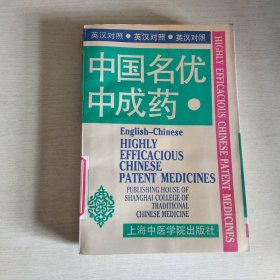 英汉对照●英汉对照●英汉对照
中国名优
中成药●
English-Chinese
HIGHLY
EFFICACIOUS
CHINESE
PATENT MEDICINES
PUBLISHING HOUSE OF
SHANGHAI COLLEGE OF
TRADITIONAL
CHINESE MEDICINE
上海中医学院出版社
HIGHLY EFFICACIOUS CHINESE PATENT MEDICINES